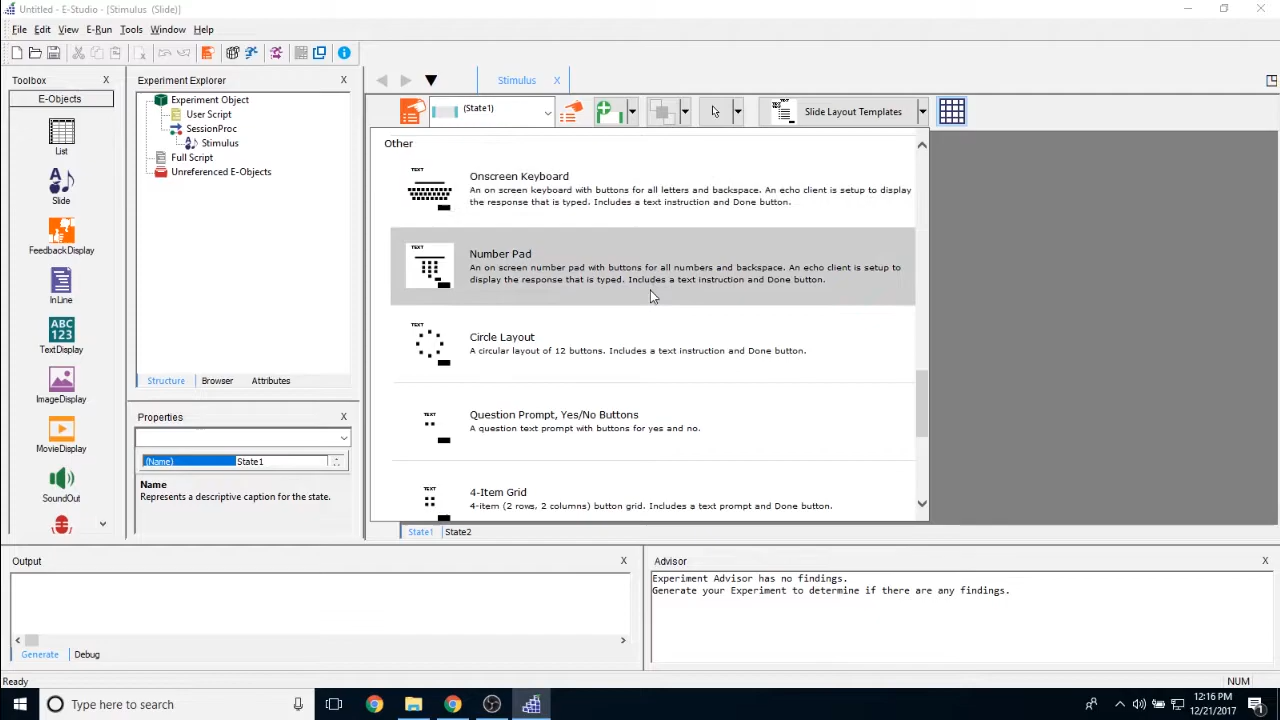 Untitled - E-Studio - [Stimulus (Slide)]
File Edit View E-Run Tools Window Help
Toolbox X
E-Objects
List
Slide
FeedbackDisplay
InLine
ABC
123
TextDisplay
ImageDisplay
MovieDisplay
SoundOut
Experiment Explorer X
Experiment Object
User Script
SessionProc
Stimulus
Full Script
Unreferenced E-Objects
Structure Browser Attributes
Properties X
(Name) State1
Name
Represents a descriptive caption for the state.
Stimulus X
(State1)
Slide Layout Templates
Other
TEXT
Onscreen Keyboard
An on screen keyboard with buttons for all letters and backspace. An echo client is setup to display
the response that is typed. Includes a text instruction and Done button.
TEXT
Number Pad
An on screen number pad with buttons for all numbers and backspace. An echo client is setup to
display the response that is typed. Includes a text instruction and Done button.
TEXT
Circle Layout
A circular layout of 12 buttons. Includes a text instruction and Done button.
TEXT
Question Prompt, Yes/No Buttons
A question text prompt with buttons for yes and no.
TEXT
4-Item Grid
4-item (2 rows, 2 columns) button grid. Includes a text prompt and Done button.
State1 State2
Output X
Generate Debug
Advisor X
Experiment Advisor has no findings.
Generate your Experiment to determine if there are any findings.
Ready NUM
Type here to search
12:16 PM
12/21/2017
1